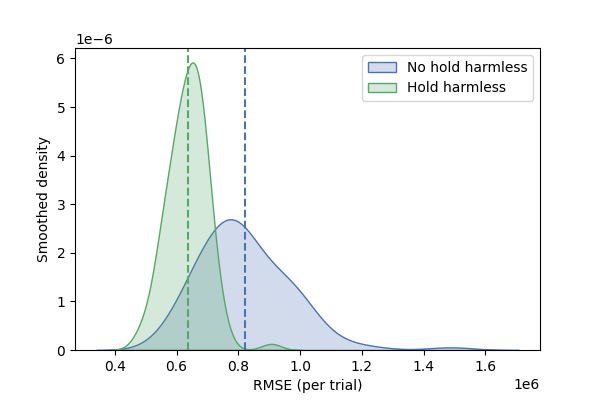 1e−6
6
5
4
3
2
1
0
Smoothed density
No hold harmless
Hold harmless
0.4 0.6 0.8 1.0 1.2 1.4 1.6
RMSE (per trial)
1e6